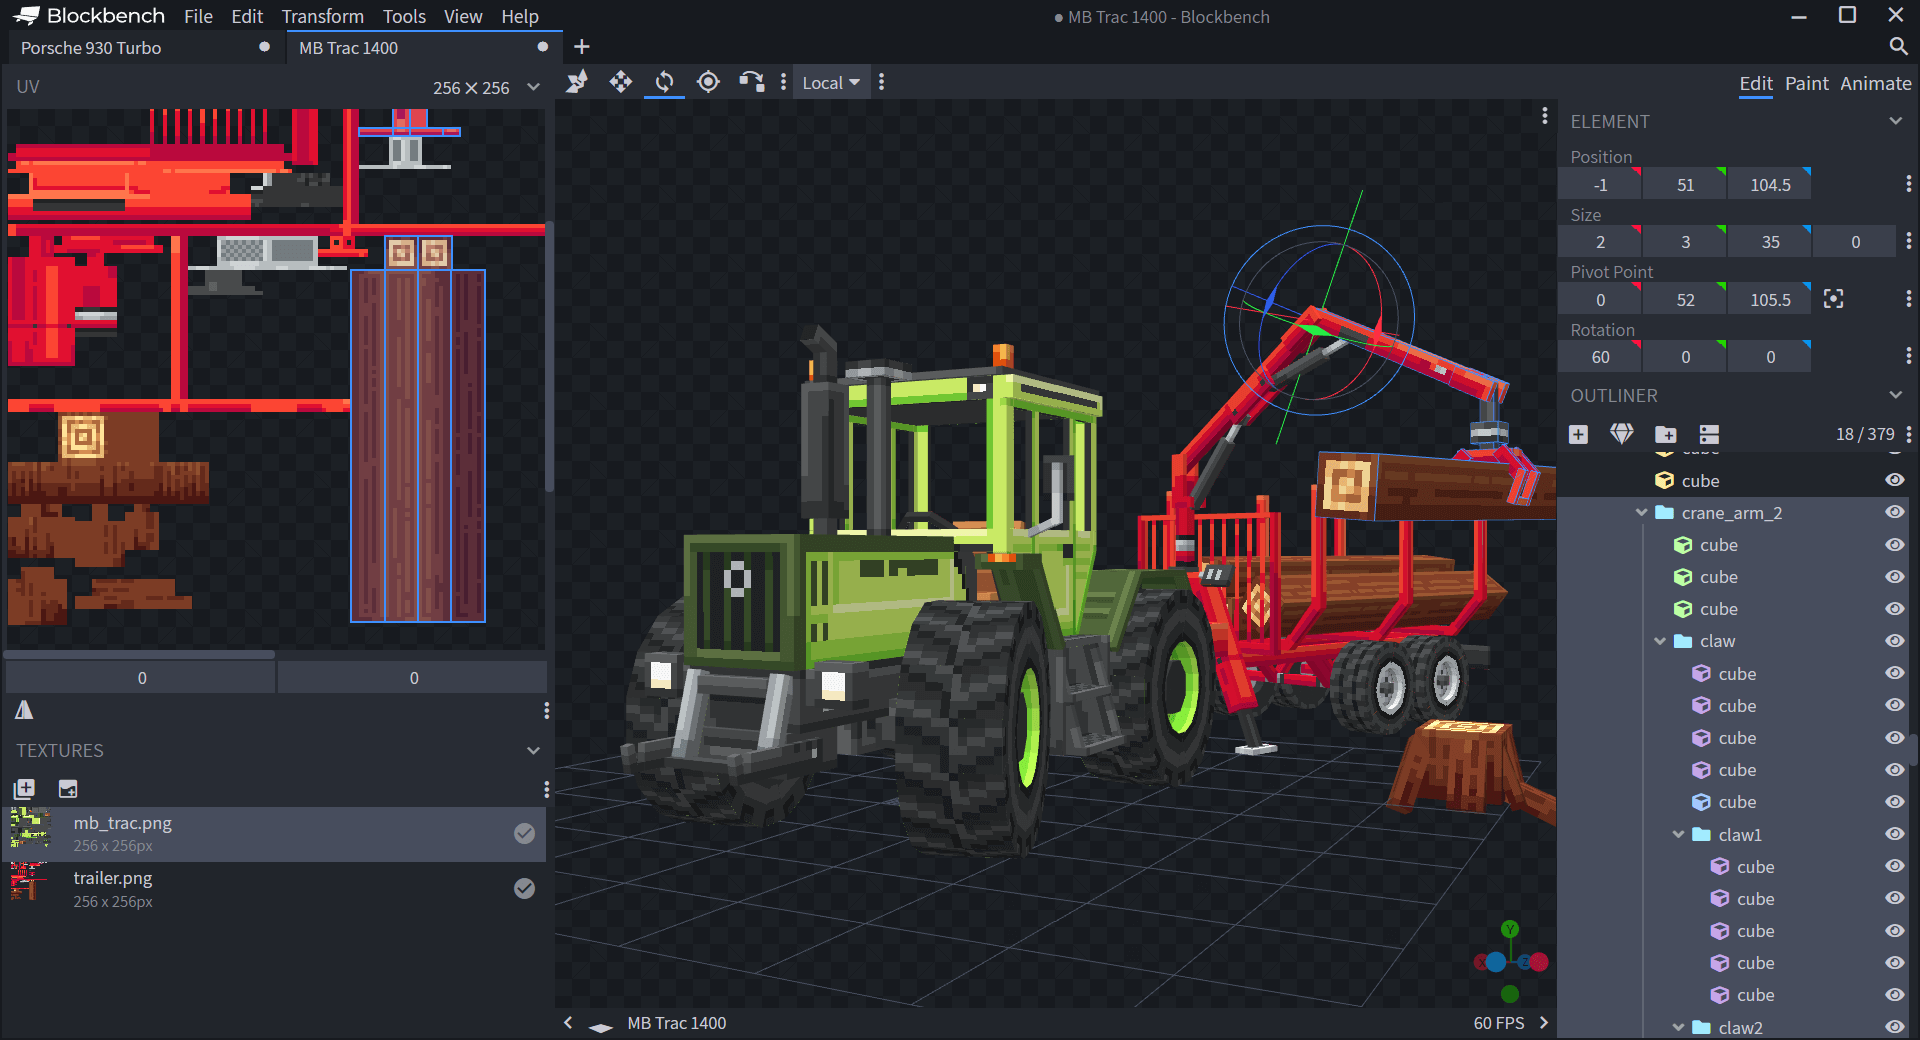 Blockbench File Edit Transform Tools View Help
● MB Trac 1400 - Blockbench
Porsche 930 Turbo
MB Trac 1400
UV
256 × 256
Local
Edit Paint Animate
ELEMENT
Position
-1 51 104.5
Size
2 3 35 0
Pivot Point
0 52 105.5
Rotation
60 0 0
OUTLINER
18 / 379
cube
crane_arm_2
cube
cube
cube
claw
cube
cube
cube
cube
cube
claw1
cube
cube
cube
cube
cube
claw2
0 0
TEXTURES
mb_trac.png
256 x 256px
trailer.png
256 x 256px
Y
X Z
MB Trac 1400
60 FPS